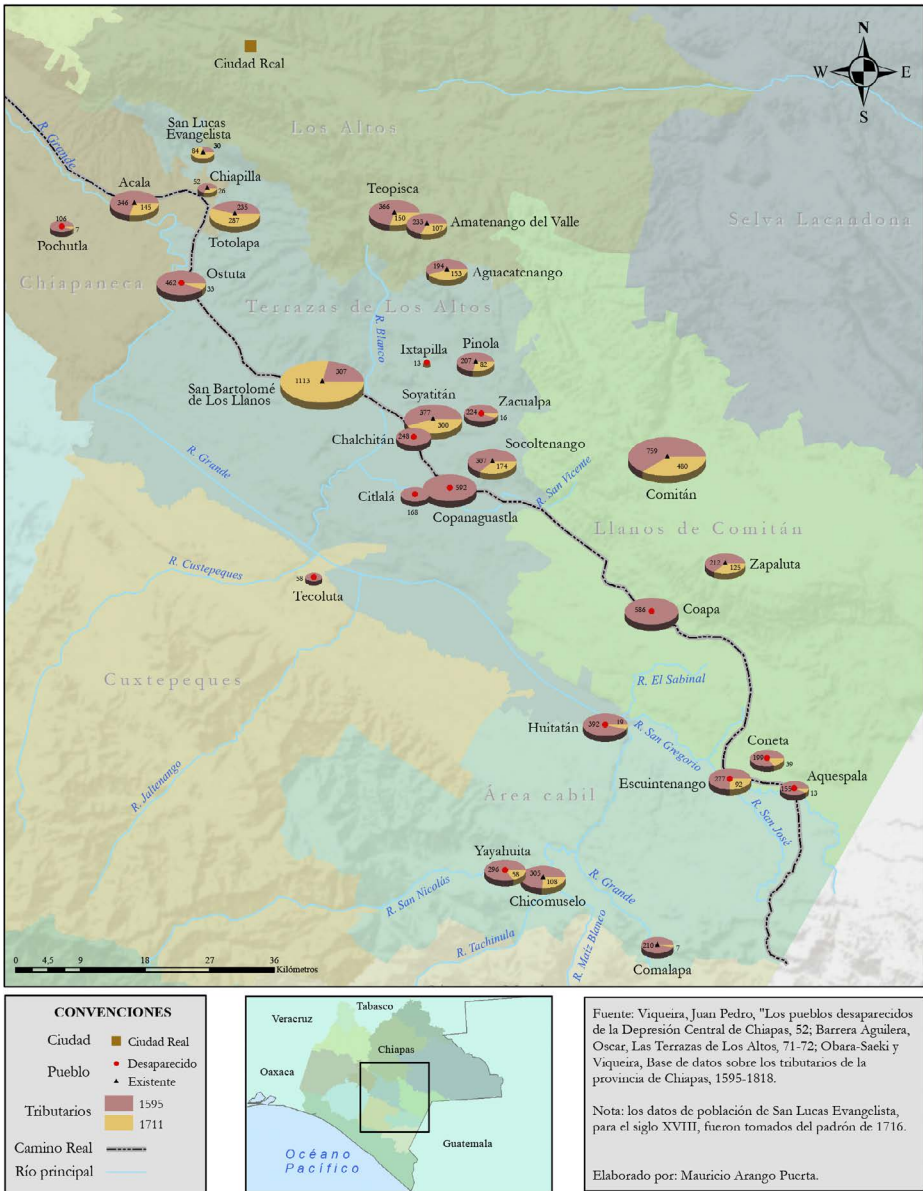 Ciudad Real
N
W
E
S
Los Altos
R. Grande
San Lucas
Evangelista
84
30
Chiapilla
52
26
Acala
346
145
Teopisca
366
150
Amatenango del Valle
233
107
235
287
Totolapa
106
7
Pochutla
Selva Lacandona
Chiapaneca
Ostuta
462
33
Aguacatenango
194
153
Terrazas de Los Altos
R. Blanco
Ixtapilla
13
Pinola
207
82
307
1113
San Bartolomé
de Los Llanos
Soyatitán
377
300
Zacualpa
224
16
Chalchitán
248
Socoltenango
307
174
759
480
Comitán
R. Grande
Citlalá
168
592
Copanaguastla
R. San Vicente
Llanos de Comitán
R. Custepeques
58
Tecoluta
212
125
Zapaluta
586
Coapa
Cuxtepeques
R. El Sabinal
Huitatán
392
19
R. San Gregorio
Coneta
199
39
Escuintenango
277
92
Aquespala
155
13
R. Jaltenango
Área cabil
R. San José
Yayahuita
296
58
305
108
Chicomuselo
R. San Nicolás
R. Grande
R. Tachinula
R. Maíz Blanco
210
7
Comalapa
0 4,5 9 18 27 36
Kilómetros
CONVENCIONES
Ciudad
Ciudad Real
Pueblo
Desaparecido
Existente
Tributarios
1595
1711
Camino Real
Río principal
Tabasco
Veracruz
Chiapas
Oaxaca
Guatemala
Océano
Pacífico
Fuente: Viqueira, Juan Pedro, "Los pueblos desaparecidos
de la Depresión Central de Chiapas, 52; Barrera Aguilera,
Oscar, Las Terrazas de Los Altos, 71-72; Obara-Saeki y
Viqueira, Base de datos sobre los tributarios de la
provincia de Chiapas, 1595-1818.
Nota: los datos de población de San Lucas Evangelista,
para el siglo XVIII, fueron tomados del padrón de 1716.
Elaborado por: Mauricio Arango Puerta.